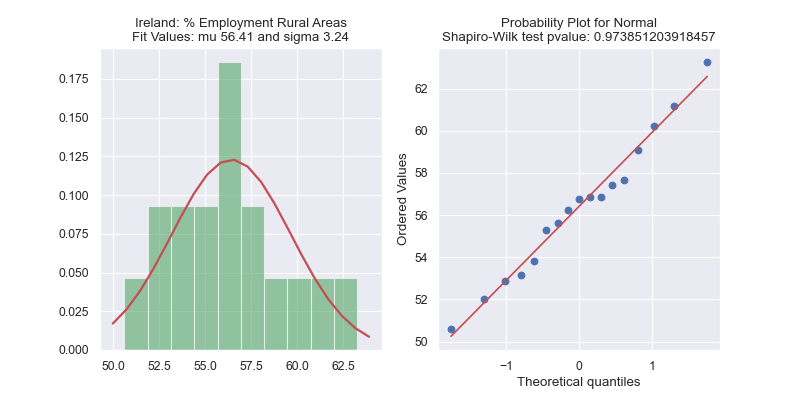 Ireland: % Employment Rural Areas
Fit Values: mu 56.41 and sigma 3.24
0.175
0.150
0.125
0.100
0.075
0.050
0.025
0.000
50.0 52.5 55.0 57.5 60.0 62.5
Probability Plot for Normal
Shapiro-Wilk test pvalue: 0.973851203918457
Ordered Values
62
60
58
56
54
52
50
−1 0 1
Theoretical quantiles